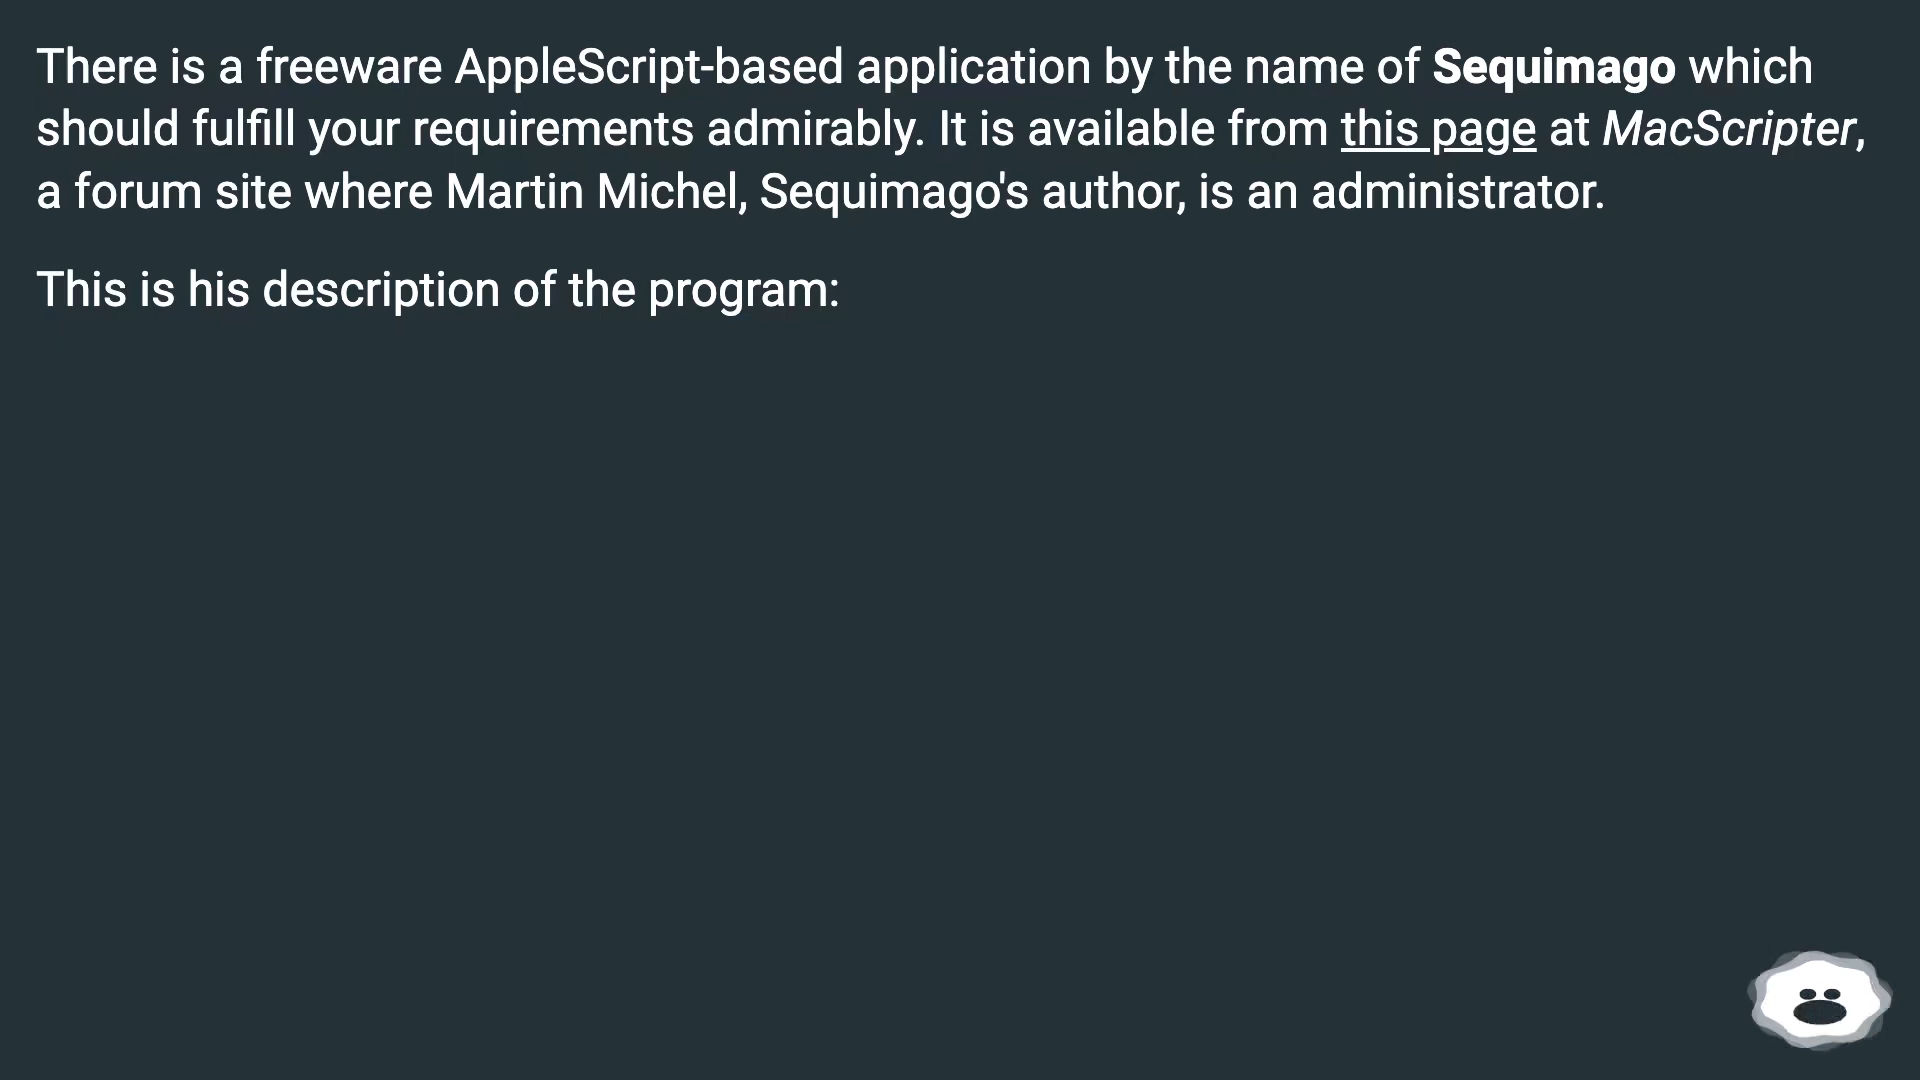 There is a freeware AppleScript-based application by the name of Sequimago which
should fulfill your requirements admirably. It is available from this page at MacScripter,
a forum site where Martin Michel, Sequimago's author, is an administrator.
This is his description of the program: